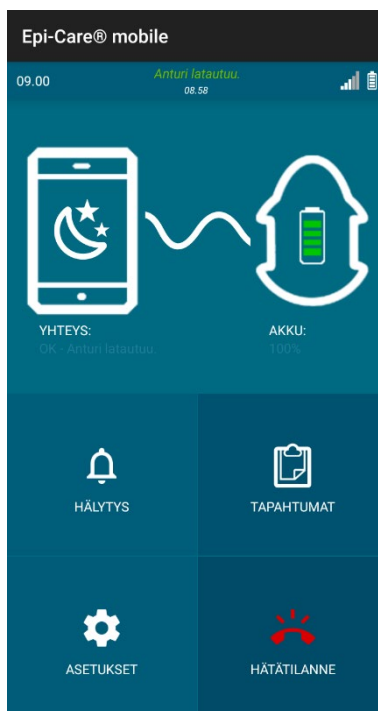 Epi-Care® mobile
09.00
Anturi latautuu.
08.58
YHTEYS:
OK - Anturi latautuu.
AKKU:
100%
HÄLYTYS
TAPAHTUMAT
ASETUKSET
HÄTÄTILANNE